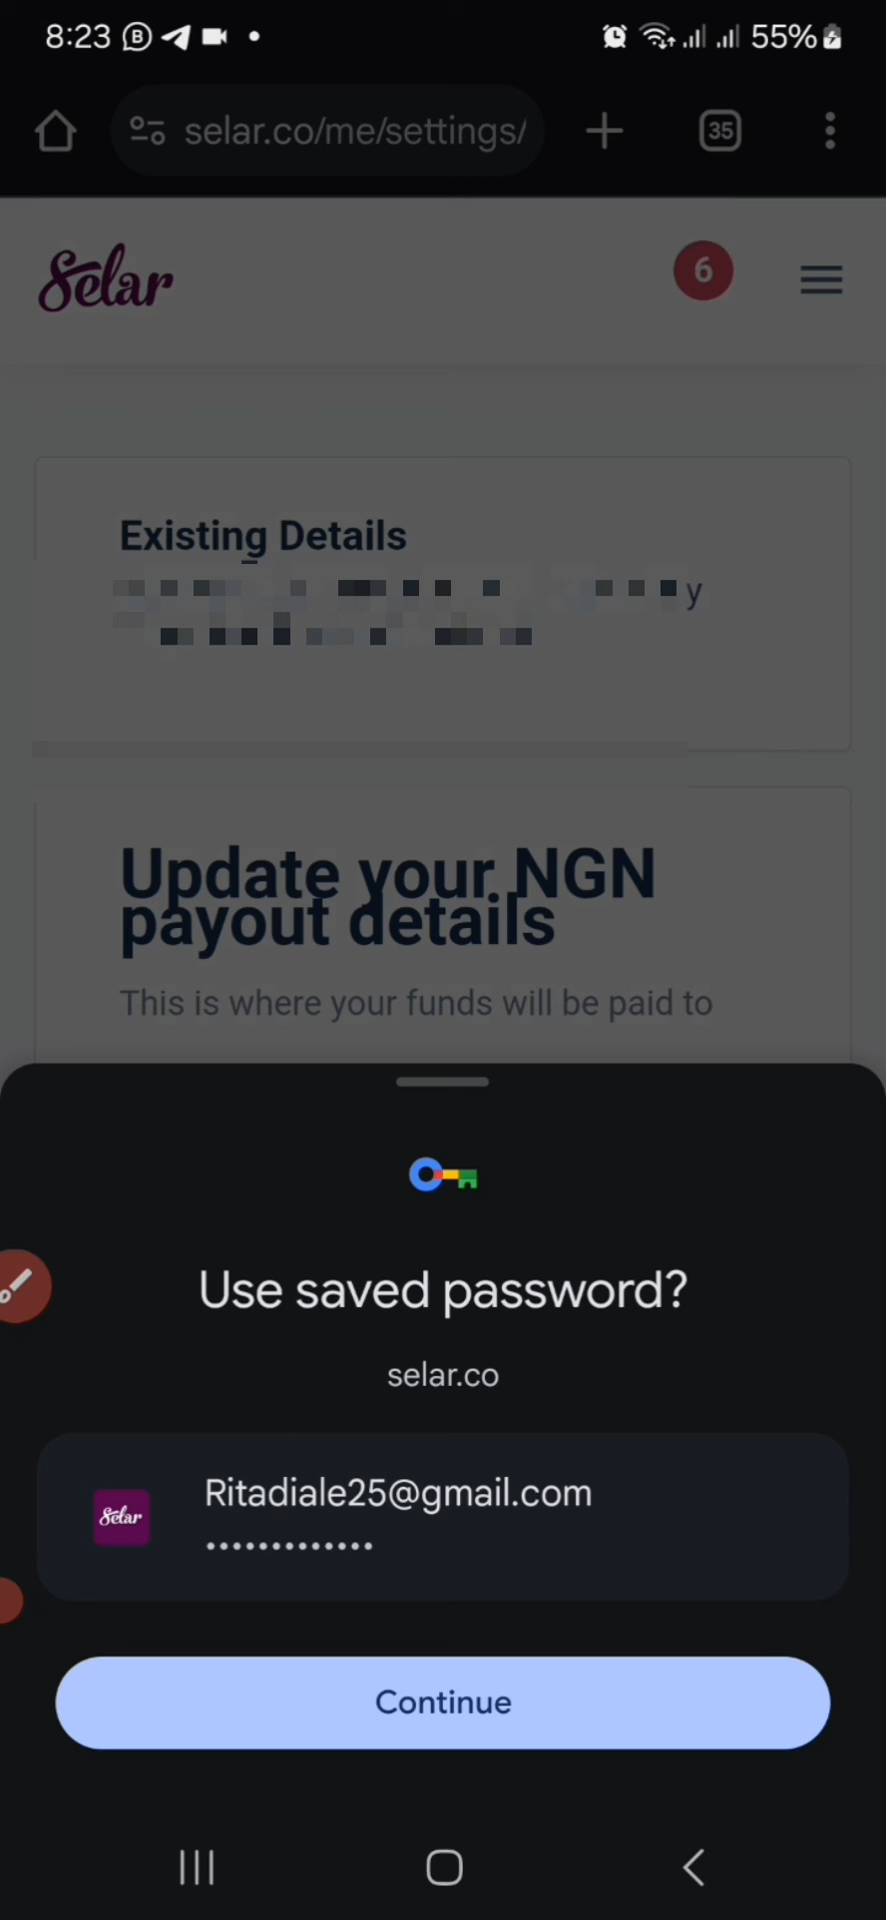 8:23
55%
selar.co/me/settings/
35
Selar
6
Existing Details
y
Update your NGN
payout details
This is where your funds will be paid to
Use saved password?
selar.co
Selar
Ritadiale25@gmail.com
•••••••••••••
Continue